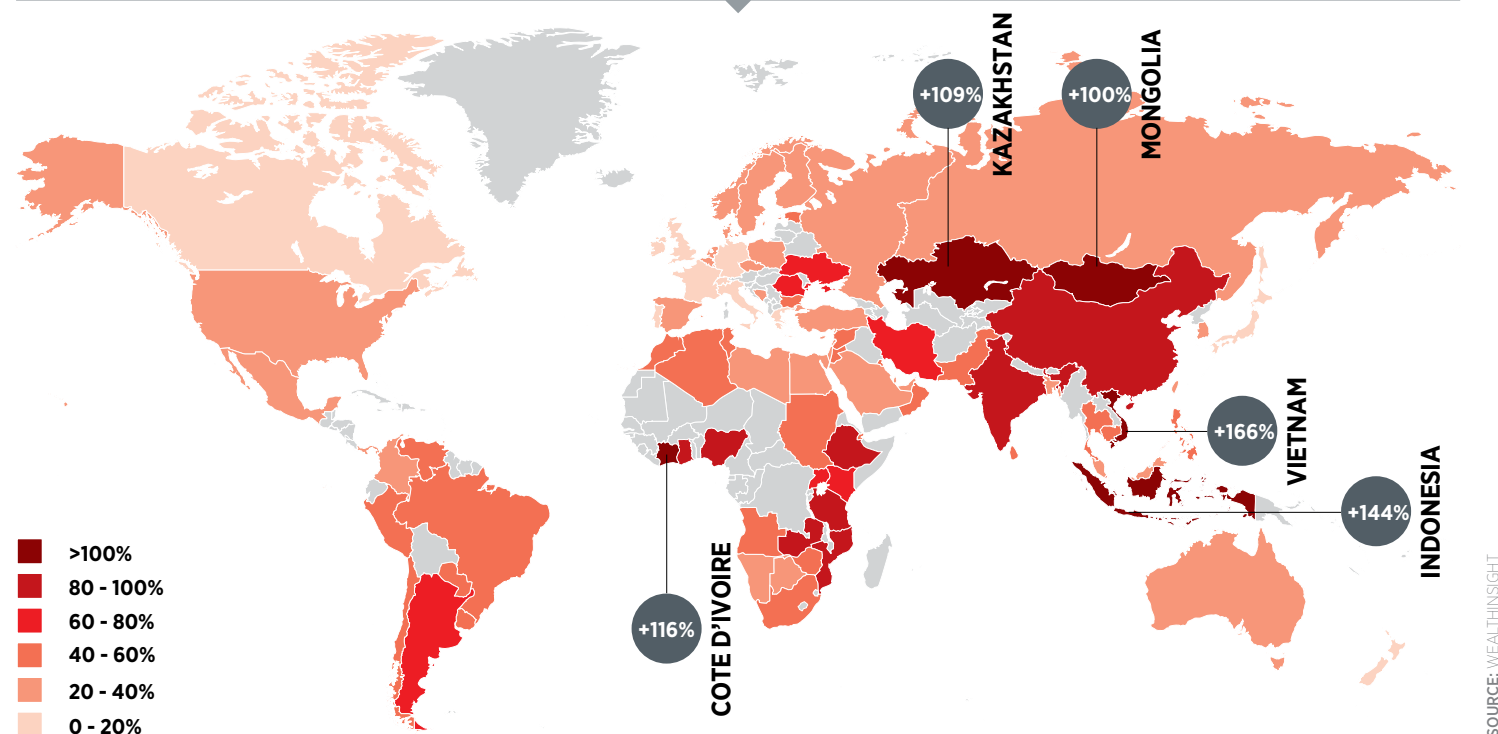 +109%
KAZAKHSTAN
+100%
MONGOLIA
+166%
VIETNAM
+144%
INDONESIA
+116%
COTE D'IVOIRE
>100%
80 - 100%
60 - 80%
40 - 60%
20 - 40%
0 - 20%
SOURCE: WEALTHINSIGHT